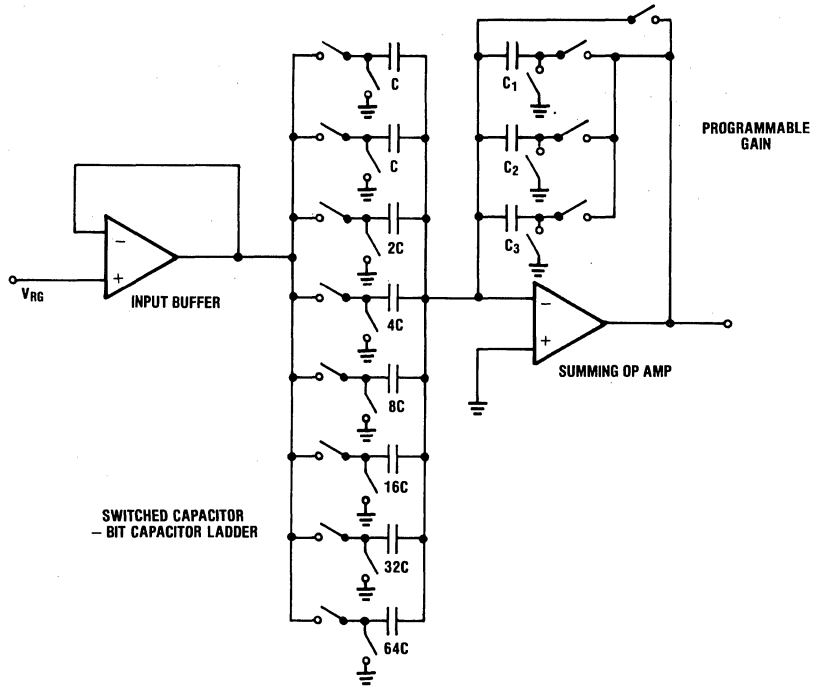 C
C
2C
4C
8C
16C
32C
64C
C1
C2
C3
PROGRAMMABLE
GAIN
−
+
VRG
INPUT BUFFER
−
+
SUMMING OP AMP
SWITCHED CAPACITOR
– BIT CAPACITOR LADDER